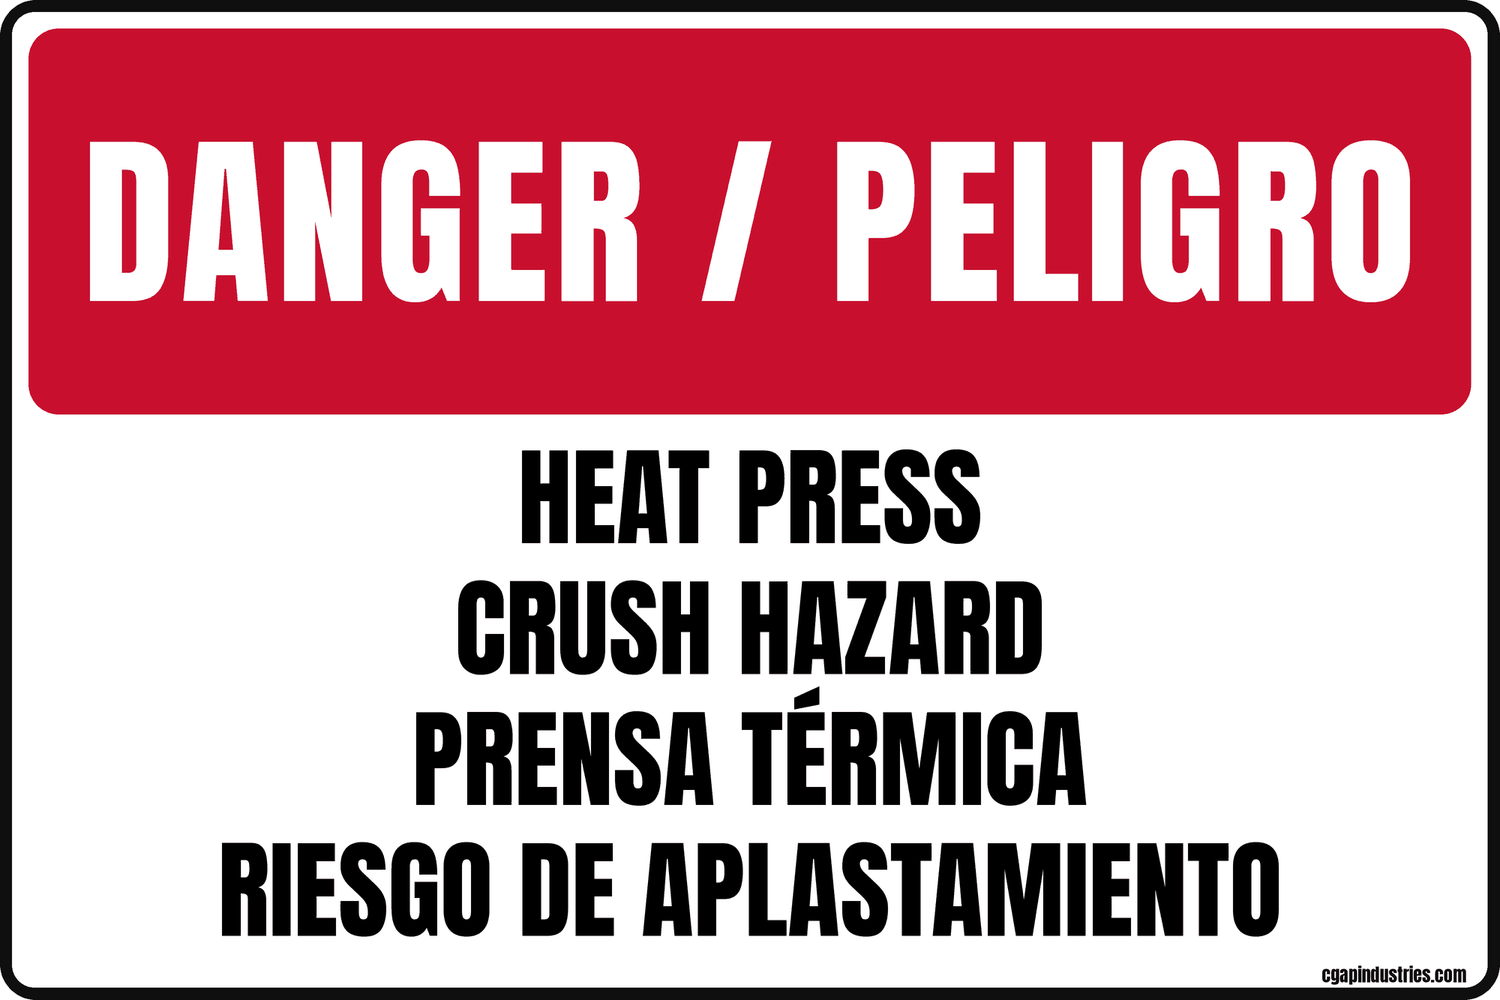 DANGER / PELIGRO
HEAT PRESS
CRUSH HAZARD
PRENSA TÉRMICA
RIESGO DE APLASTAMIENTO
cgapindustries.com